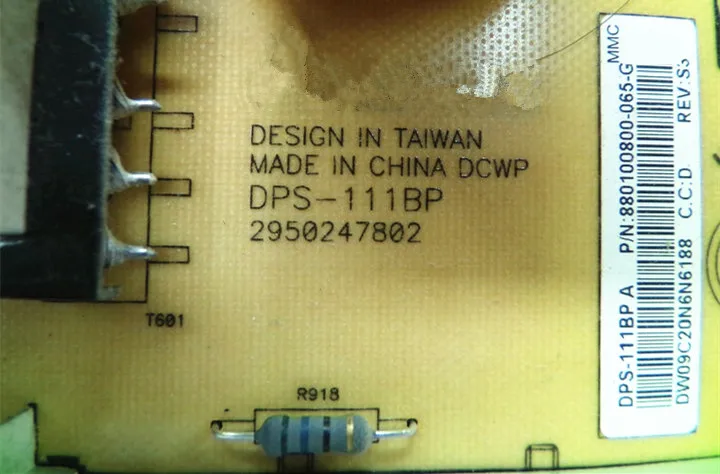 DESIGN IN TAIWAN
MADE IN CHINA DCWP
DPS-111BP
2950247802
T601
R918
MMC
DPS-111BP A P/N:880100800-065-G
DW09C20N6N6188 C.C:D REV:S3